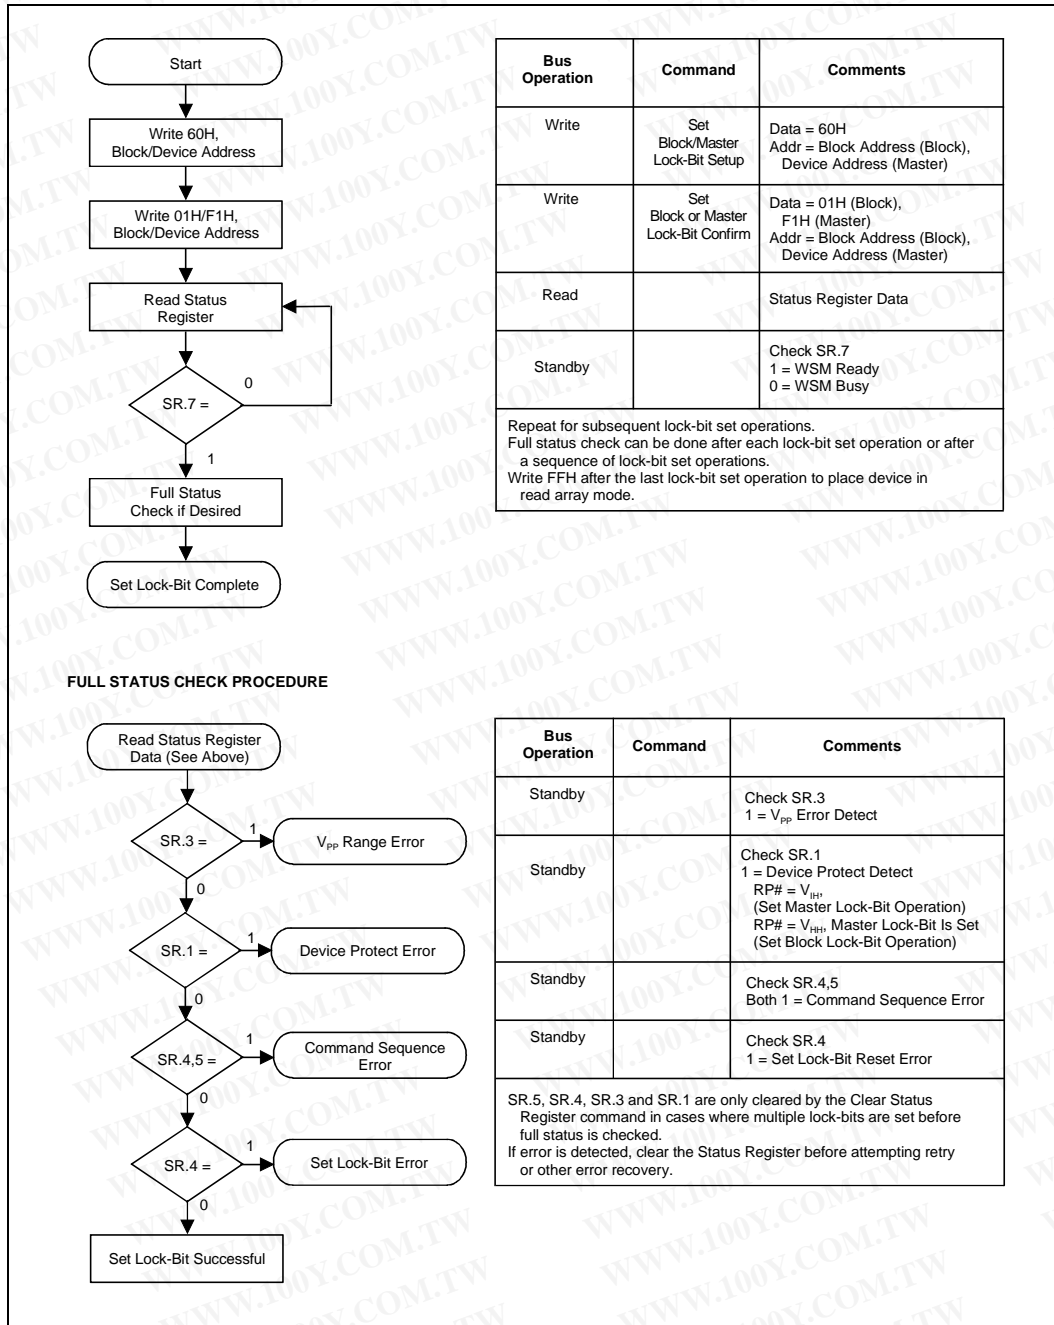 Start
Write 60H,
Block/Device Address
Write 01H/F1H,
Block/Device Address
Read Status
Register
SR.7 =
0
1
Full Status
Check if Desired
Set Lock-Bit Complete
Bus
Operation
Command
Comments
Write
Set
Block/Master
Lock-Bit Setup
Data = 60H
Addr = Block Address (Block),
Device Address (Master)
Write
Set
Block or Master
Lock-Bit Confirm
Data = 01H (Block),
F1H (Master)
Addr = Block Address (Block),
Device Address (Master)
Read
Status Register Data
Standby
Check SR.7
1 = WSM Ready
0 = WSM Busy
Repeat for subsequent lock-bit set operations.
Full status check can be done after each lock-bit set operation or after
a sequence of lock-bit set operations.
Write FFH after the last lock-bit set operation to place device in
read array mode.
FULL STATUS CHECK PROCEDURE
Read Status Register
Data (See Above)
SR.3 =
1
VPP Range Error
0
SR.1 =
1
Device Protect Error
0
SR.4,5 =
1
Command Sequence
Error
0
SR.4 =
1
Set Lock-Bit Error
0
Set Lock-Bit Successful
Bus
Operation
Command
Comments
Standby
Check SR.3
1 = VPP Error Detect
Standby
Check SR.1
1 = Device Protect Detect
RP# = VIH,
(Set Master Lock-Bit Operation)
RP# = VHH, Master Lock-Bit Is Set
(Set Block Lock-Bit Operation)
Standby
Check SR.4,5
Both 1 = Command Sequence Error
Standby
Check SR.4
1 = Set Lock-Bit Reset Error
SR.5, SR.4, SR.3 and SR.1 are only cleared by the Clear Status
Register command in cases where multiple lock-bits are set before
full status is checked.
If error is detected, clear the Status Register before attempting retry
or other error recovery.
WWW.100Y.COM.TW